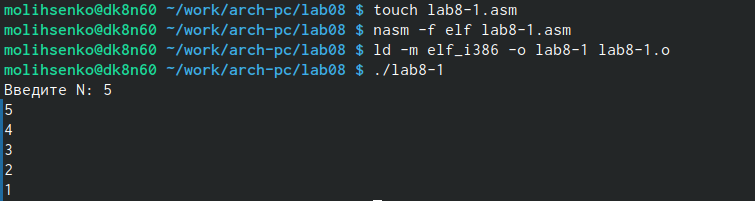 molihsenko@dk8n60 ~/work/arch-pc/lab08 $ touch lab8-1.asm
molihsenko@dk8n60 ~/work/arch-pc/lab08 $ nasm -f elf lab8-1.asm
molihsenko@dk8n60 ~/work/arch-pc/lab08 $ ld -m elf_i386 -o lab8-1 lab8-1.o
molihsenko@dk8n60 ~/work/arch-pc/lab08 $ ./lab8-1
Введите N: 5
5
4
3
2
1